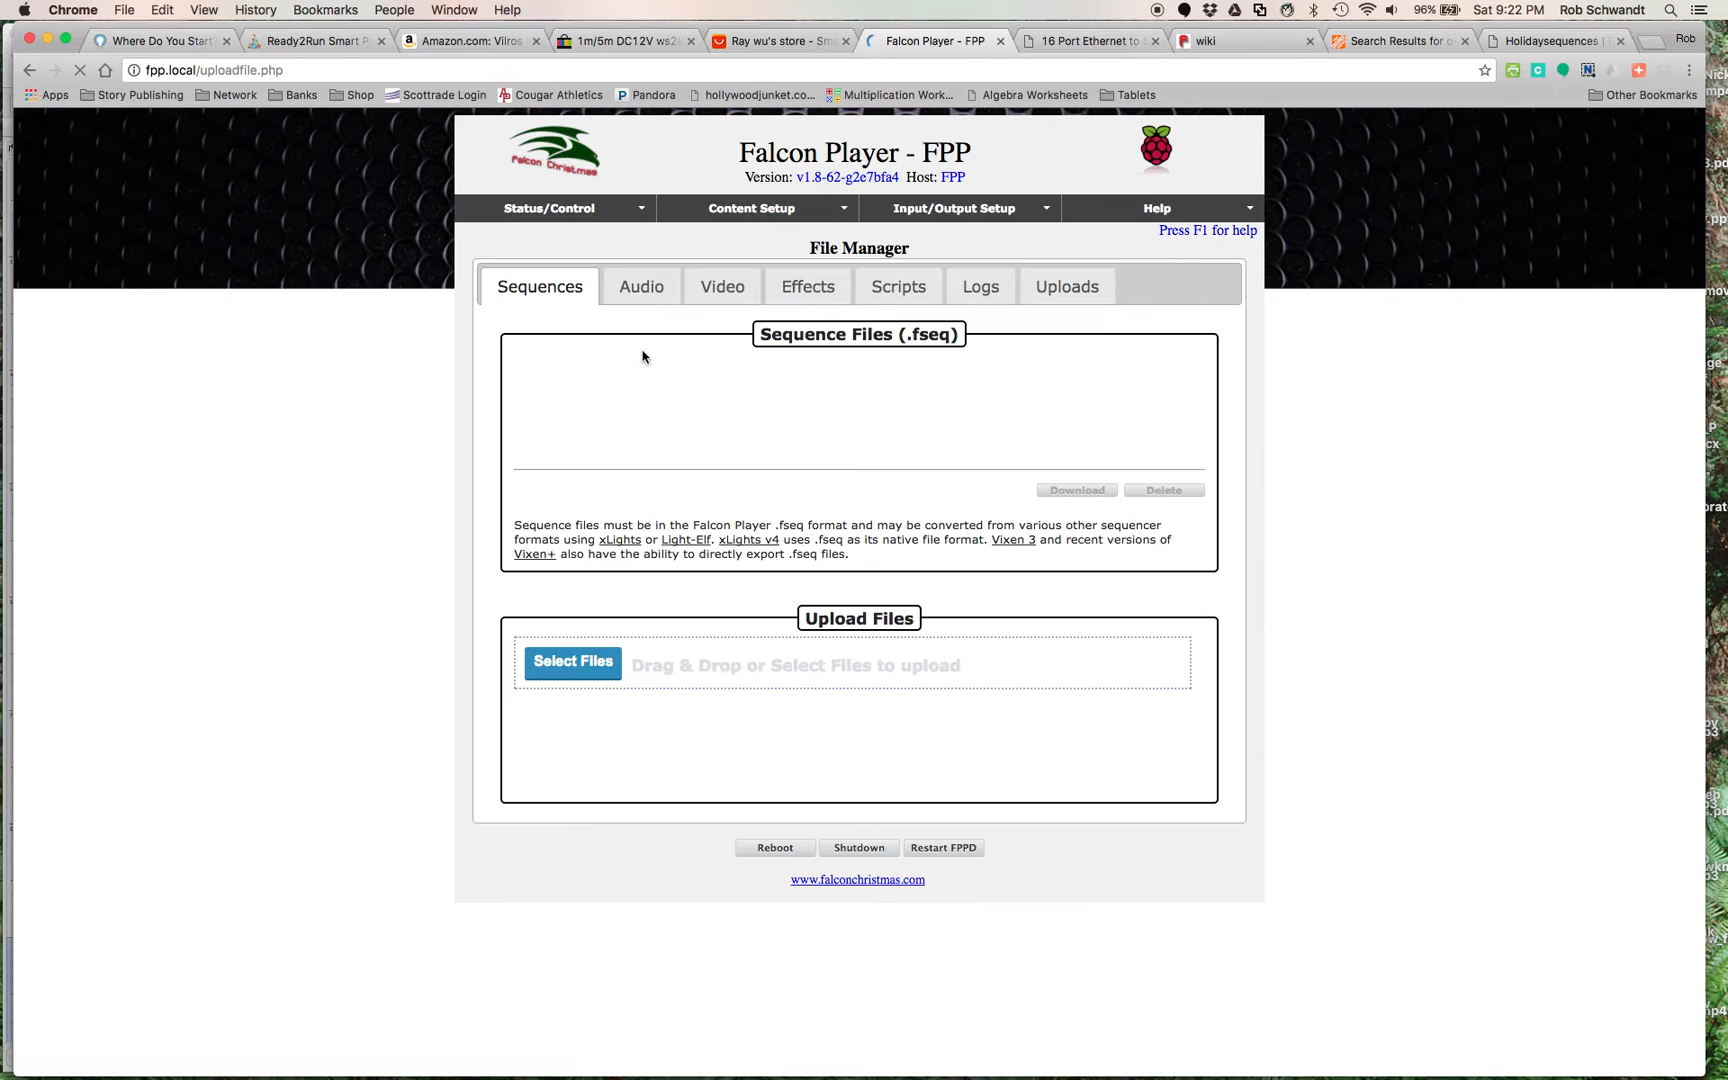 Chrome File Edit View History Bookmarks People Window Help 96% Sat 9:22 PM Rob Schwandt
Where Do You Start? Ready2Run Smart Pi Amazon.com: Vilros 1m/5m DC12V ws28 Ray wu's store - Sm Falcon Player - FPP 16 Port Ethernet to wiki Search Results for Holidaysequences | Rob
fpp.local/uploadfile.php
Apps Story Publishing Network Banks Shop Scottrade Login Cougar Athletics Pandora hollywoodjunket.co... Multiplication Work... Algebra Worksheets Tablets Other Bookmarks
Falcon Christmas
Falcon Player - FPP
Version: v1.8-62-g2e7bfa4 Host: FPP
Status/Control Content Setup Input/Output Setup Help
Press F1 for help
File Manager
Sequences Audio Video Effects Scripts Logs Uploads
Sequence Files (.fseq)
Download Delete
Sequence files must be in the Falcon Player .fseq format and may be converted from various other sequencer
formats using xLights or Light-Elf. xLights v4 uses .fseq as its native file format. Vixen 3 and recent versions of
Vixen+ also have the ability to directly export .fseq files.
Upload Files
Select Files Drag & Drop or Select Files to upload
Reboot Shutdown Restart FPPD
www.falconchristmas.com